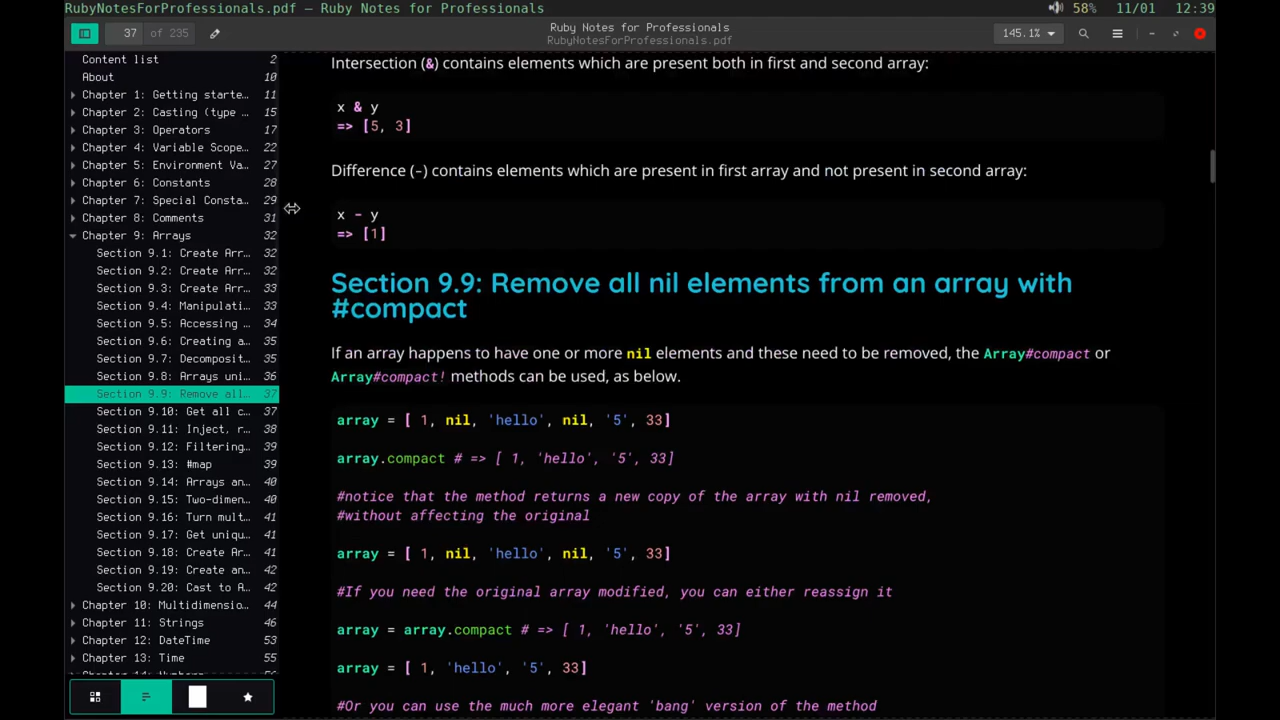 RubyNotesForProfessionals.pdf — Ruby Notes for Professionals
58%
11/01
12:39
37
of 235
Ruby Notes for Professionals
RubyNotesForProfessionals.pdf
145.1%
Content list 2
About 10
Chapter 1: Getting starte… 11
Chapter 2: Casting (type … 15
Chapter 3: Operators 17
Chapter 4: Variable Scope… 22
Chapter 5: Environment Va… 27
Chapter 6: Constants 28
Chapter 7: Special Consta… 29
Chapter 8: Comments 31
Chapter 9: Arrays 32
Section 9.1: Create Arr… 32
Section 9.2: Create Arr… 32
Section 9.3: Create Arr… 33
Section 9.4: Manipulati… 33
Section 9.5: Accessing … 34
Section 9.6: Creating a… 35
Section 9.7: Decomposit… 35
Section 9.8: Arrays uni… 36
Section 9.9: Remove all… 37
Section 9.10: Get all c… 37
Section 9.11: Inject, r… 38
Section 9.12: Filtering… 39
Section 9.13: #map 39
Section 9.14: Arrays an… 40
Section 9.15: Two-dimen… 40
Section 9.16: Turn mult… 41
Section 9.17: Get uniqu… 41
Section 9.18: Create Ar… 41
Section 9.19: Create an… 42
Section 9.20: Cast to A… 42
Chapter 10: Multidimensio… 44
Chapter 11: Strings 46
Chapter 12: DateTime 53
Chapter 13: Time 55
Intersection (&) contains elements which are present both in first and second array:
x & y
=> [5, 3]
Difference (-) contains elements which are present in first array and not present in second array:
x - y
=> [1]
Section 9.9: Remove all nil elements from an array with
#compact
If an array happens to have one or more nil elements and these need to be removed, the Array#compact or
Array#compact! methods can be used, as below.
array = [ 1, nil, 'hello', nil, '5', 33]
array.compact # => [ 1, 'hello', '5', 33]
#notice that the method returns a new copy of the array with nil removed,
#without affecting the original
array = [ 1, nil, 'hello', nil, '5', 33]
#If you need the original array modified, you can either reassign it
array = array.compact # => [ 1, 'hello', '5', 33]
array = [ 1, 'hello', '5', 33]
#Or you can use the much more elegant 'bang' version of the method